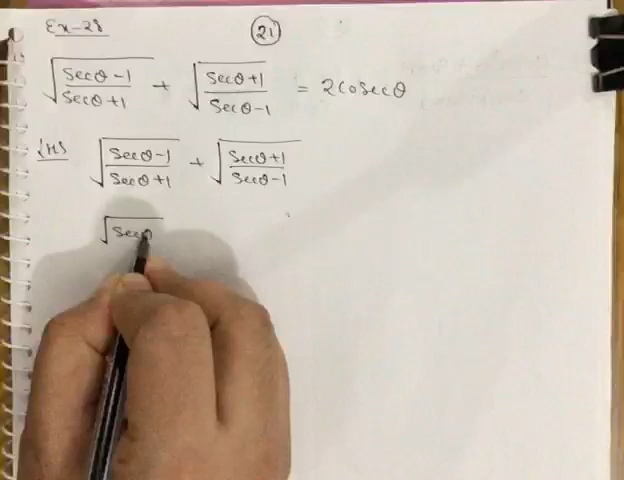 Ex-28
21
√(Secθ-1/Secθ+1) + √(Secθ+1/Secθ-1) = 2Cosecθ
LHS √(Secθ-1/Secθ+1) + √(Secθ+1/Secθ-1)
√Secθ